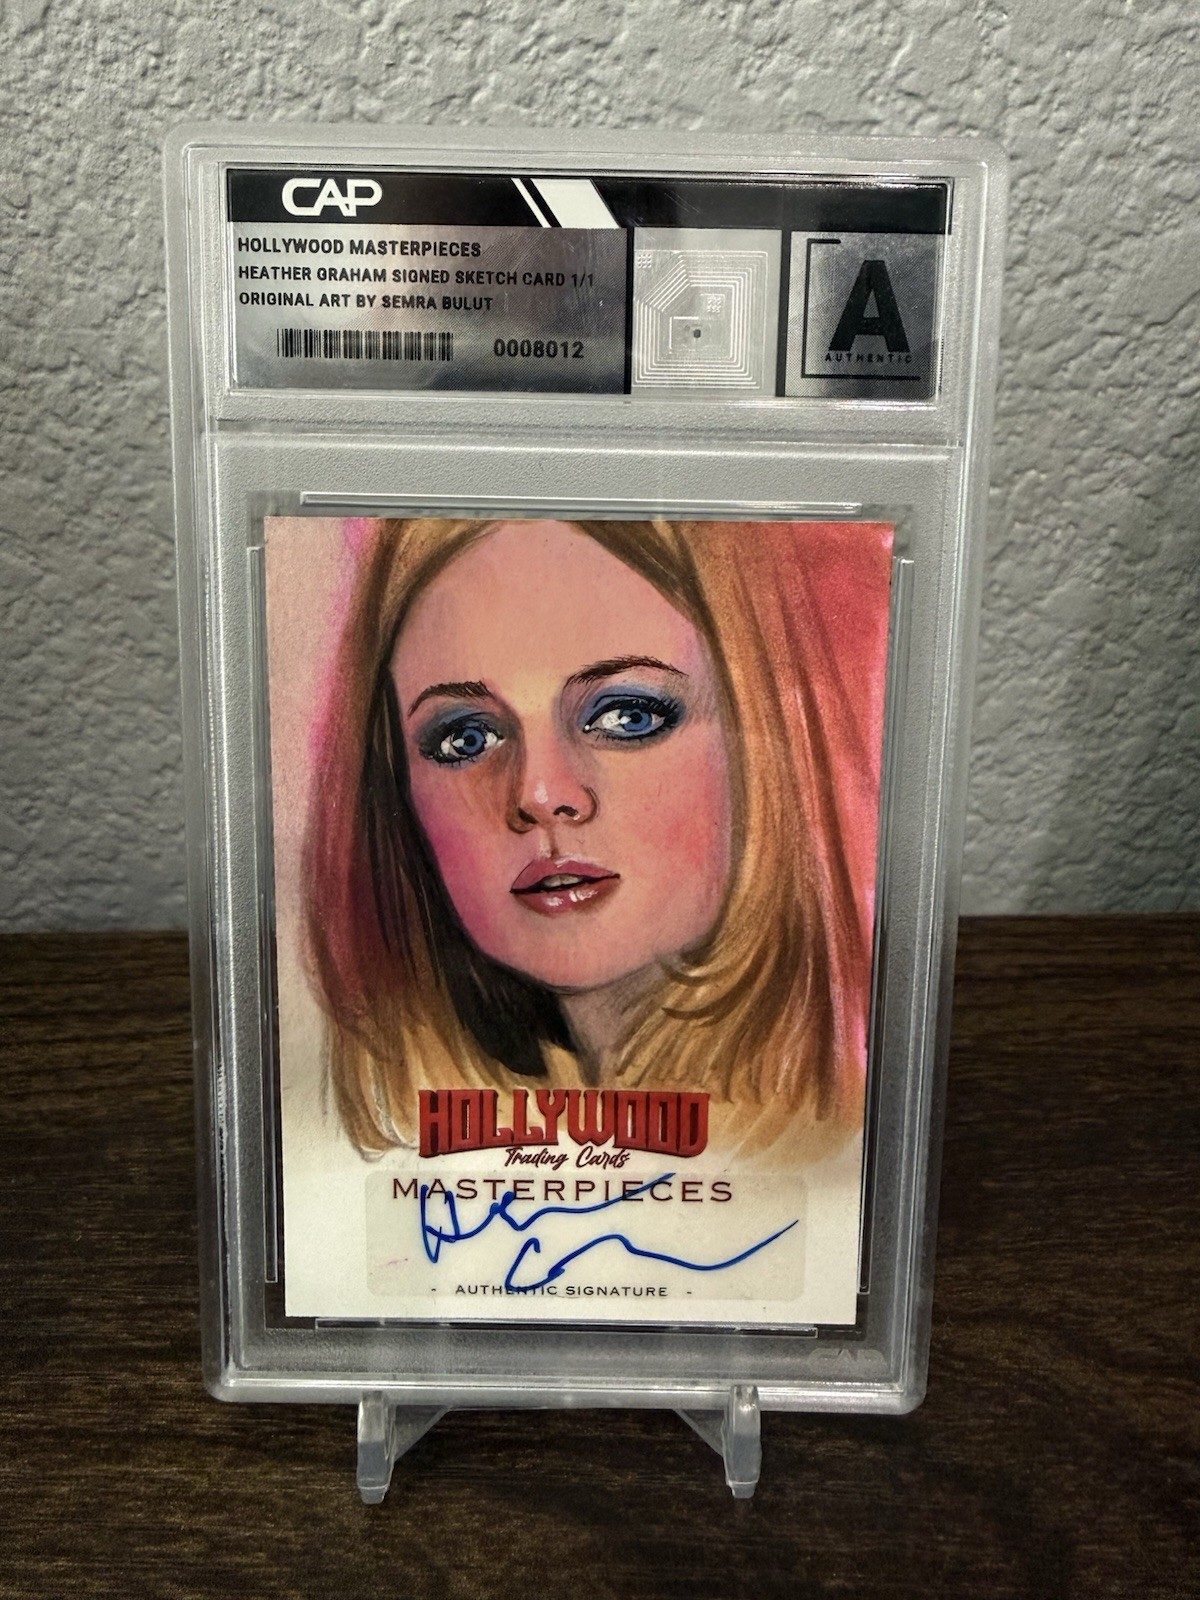 CAP
HOLLYWOOD MASTERPIECES
HEATHER GRAHAM SIGNED SKETCH CARD 1/1
ORIGINAL ART BY SEMRA BULUT
0008012
A
AUTHENTIC
HOLLYWOOD
Trading Cards
MASTERPIECES
- AUTHENTIC SIGNATURE -
CAP